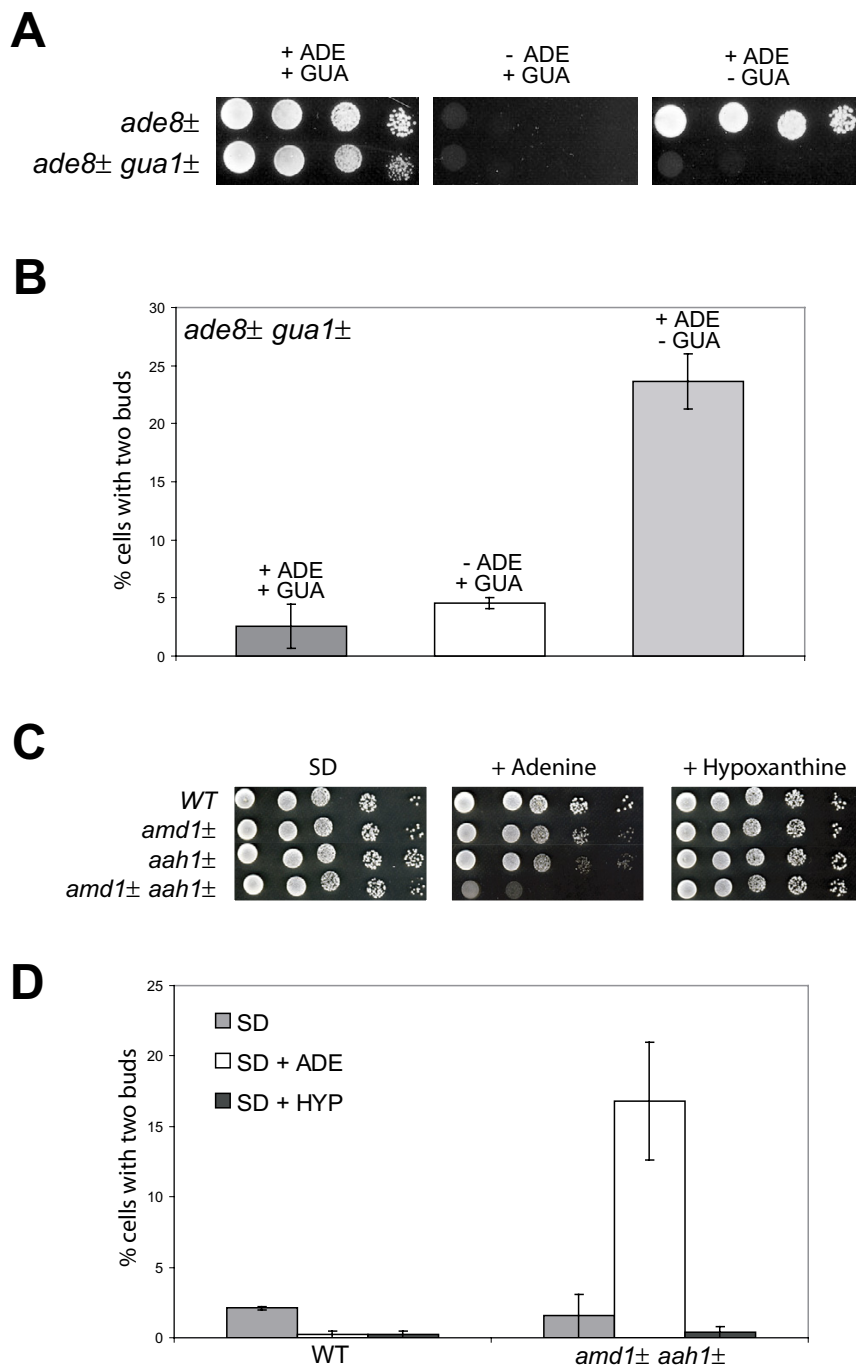 A
+ ADE
+ GUA
- ADE
+ GUA
+ ADE
- GUA
ade8±
ade8± gua1±
B
% cells with two buds
30
25
20
15
10
5
0
ade8± gua1±
+ ADE
+ GUA
- ADE
+ GUA
+ ADE
- GUA
C
SD
+ Adenine
+ Hypoxanthine
WT
amd1±
aah1±
amd1± aah1±
D
% cells with two buds
25
20
15
10
5
0
SD
SD + ADE
SD + HYP
WT
amd1± aah1±